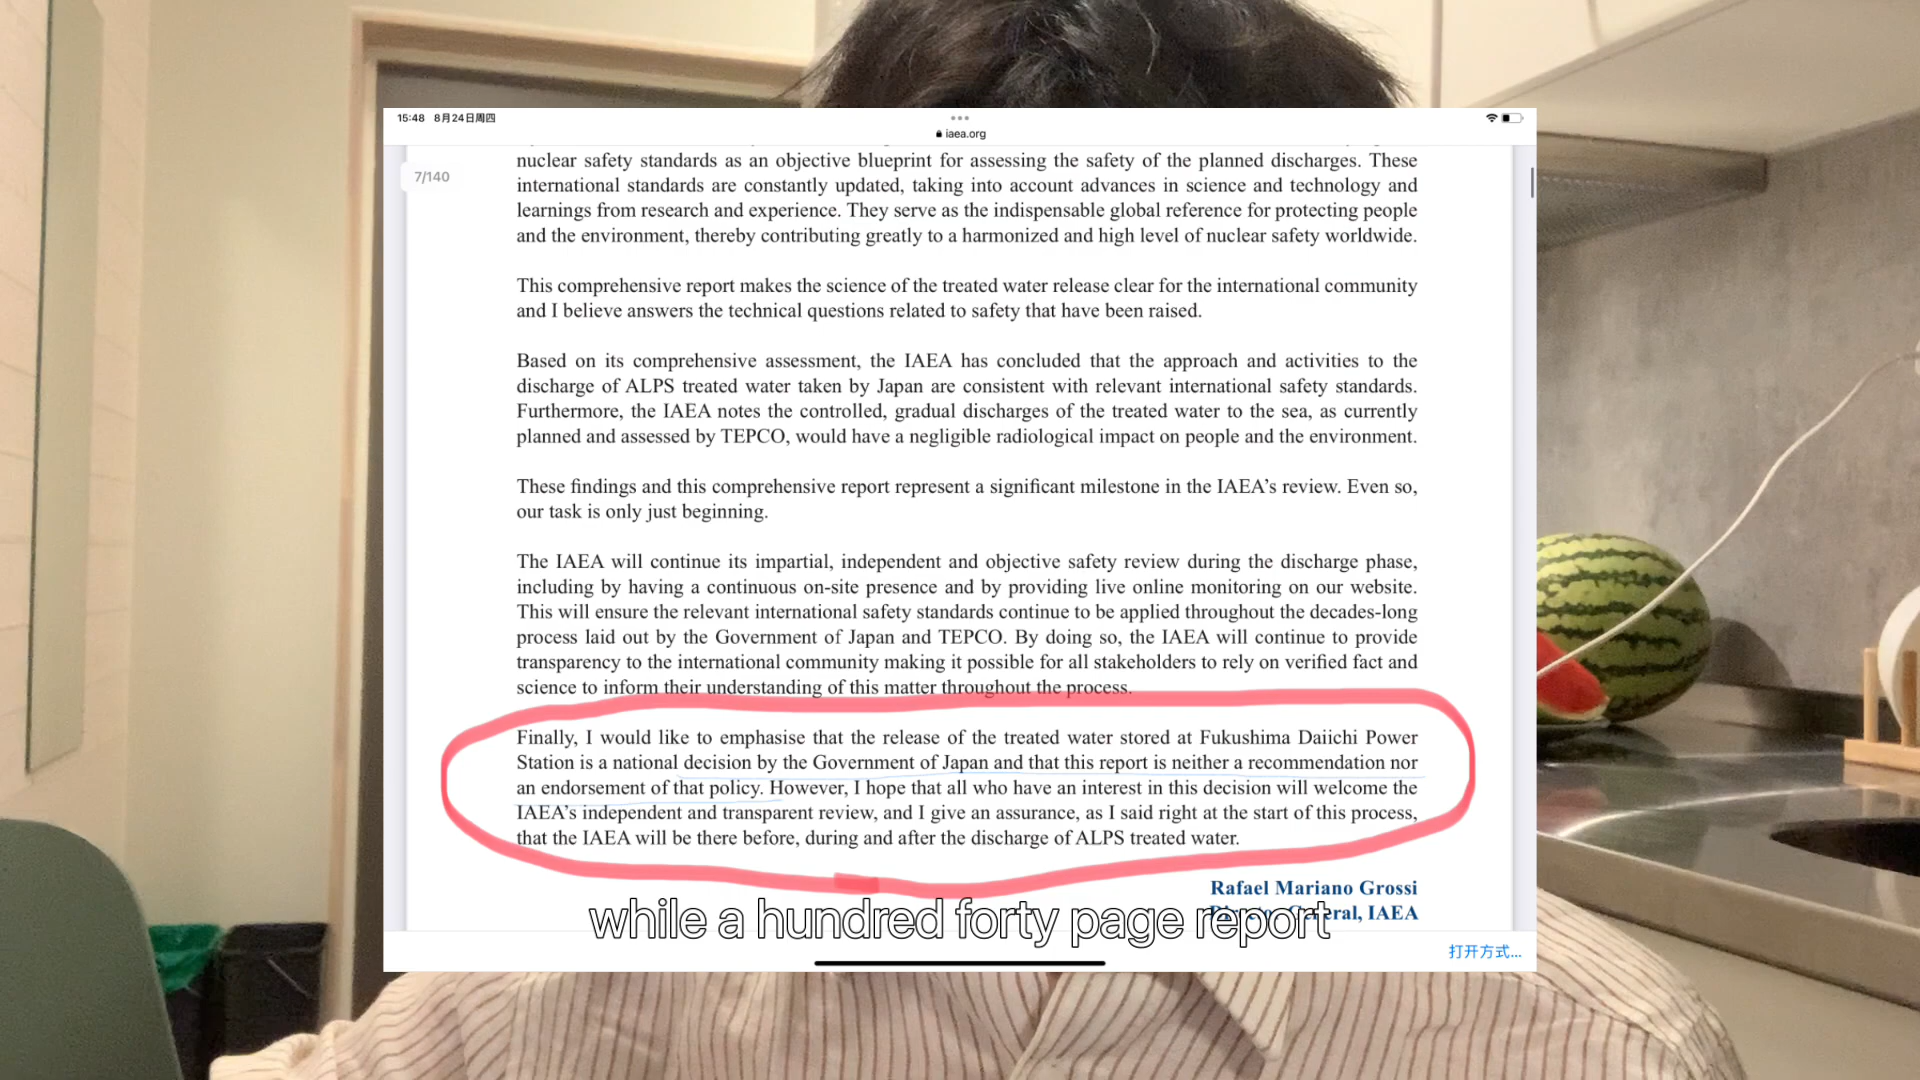 15:48 8月24日周四
iaea.org
7/140
nuclear safety standards as an objective blueprint for assessing the safety of the planned discharges. These
international standards are constantly updated, taking into account advances in science and technology and
learnings from research and experience. They serve as the indispensable global reference for protecting people
and the environment, thereby contributing greatly to a harmonized and high level of nuclear safety worldwide.
This comprehensive report makes the science of the treated water release clear for the international community
and I believe answers the technical questions related to safety that have been raised.
Based on its comprehensive assessment, the IAEA has concluded that the approach and activities to the
discharge of ALPS treated water taken by Japan are consistent with relevant international safety standards.
Furthermore, the IAEA notes the controlled, gradual discharges of the treated water to the sea, as currently
planned and assessed by TEPCO, would have a negligible radiological impact on people and the environment.
These findings and this comprehensive report represent a significant milestone in the IAEA’s review. Even so,
our task is only just beginning.
The IAEA will continue its impartial, independent and objective safety review during the discharge phase,
including by having a continuous on-site presence and by providing live online monitoring on our website.
This will ensure the relevant international safety standards continue to be applied throughout the decades-long
process laid out by the Government of Japan and TEPCO. By doing so, the IAEA will continue to provide
transparency to the international community making it possible for all stakeholders to rely on verified fact and
science to inform their understanding of this matter throughout the process.
Finally, I would like to emphasise that the release of the treated water stored at Fukushima Daiichi Power
Station is a national decision by the Government of Japan and that this report is neither a recommendation nor
an endorsement of that policy. However, I hope that all who have an interest in this decision will welcome the
IAEA’s independent and transparent review, and I give an assurance, as I said right at the start of this process,
that the IAEA will be there before, during and after the discharge of ALPS treated water.
Rafael Mariano Grossi
Director General, IAEA
while a hundred forty page report
打开方式...